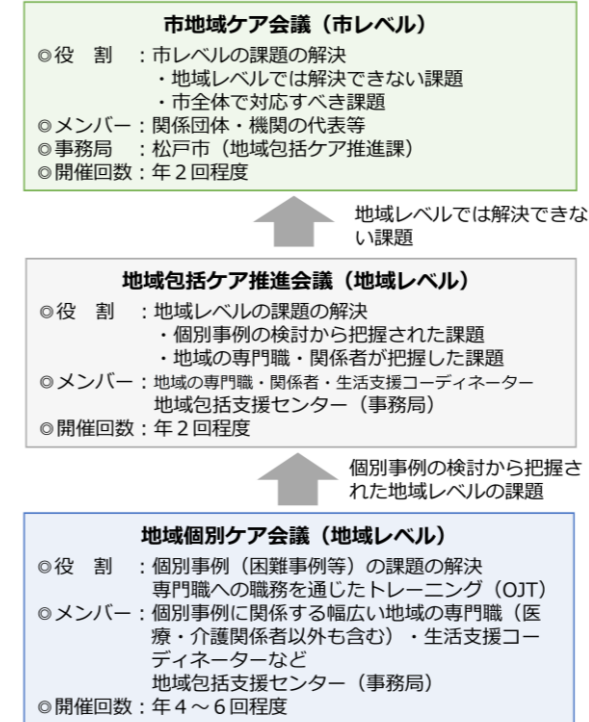 市地域ケア会議（市レベル）
◎役　割　：市レベルの課題の解決
・地域レベルでは解決できない課題
・市全体で対応すべき課題
◎メンバー：関係団体・機関の代表等
◎事務局　：松戸市（地域包括ケア推進課）
◎開催回数：年２回程度
地域レベルでは解決できな
い課題
地域包括ケア推進会議（地域レベル）
◎役　割　：地域レベルの課題の解決
・個別事例の検討から把握された課題
・地域の専門職・関係者が把握した課題
◎メンバー：地域の専門職・関係者・生活支援コーディネーター
地域包括支援センター（事務局）
◎開催回数：年２回程度
個別事例の検討から把握さ
れた地域レベルの課題
地域個別ケア会議（地域レベル）
◎役　割　：個別事例（困難事例等）の課題の解決
専門職への職務を通じたトレーニング（OJT）
◎メンバー：個別事例に関係する幅広い地域の専門職（医
療・介護関係者以外も含む）・生活支援コー
ディネーターなど
地域包括支援センター（事務局）
◎開催回数：年４～６回程度